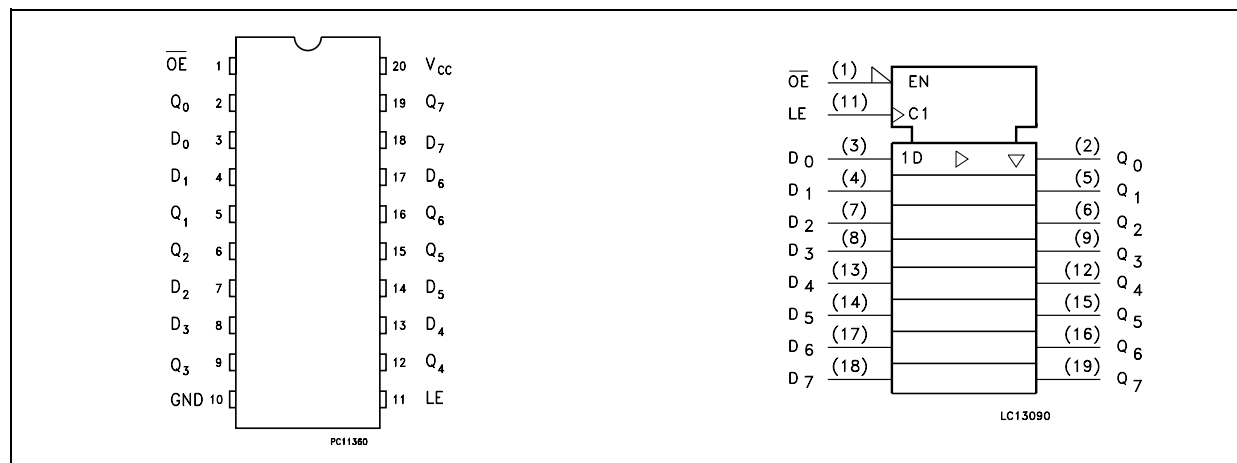 OE 1 20 VCC
Q0 2 19 Q7
D0 3 18 D7
D1 4 17 D6
Q1 5 16 Q6
Q2 6 15 Q5
D2 7 14 D5
D3 8 13 D4
Q3 9 12 Q4
GND 10 11 LE
PC11360
OE (1) EN
LE (11) C1
D0 (3) 1D (2) Q0
D1 (4) (5) Q1
D2 (7) (6) Q2
D3 (8) (9) Q3
D4 (13) (12) Q4
D5 (14) (15) Q5
D6 (17) (16) Q6
D7 (18) (19) Q7
LC13090